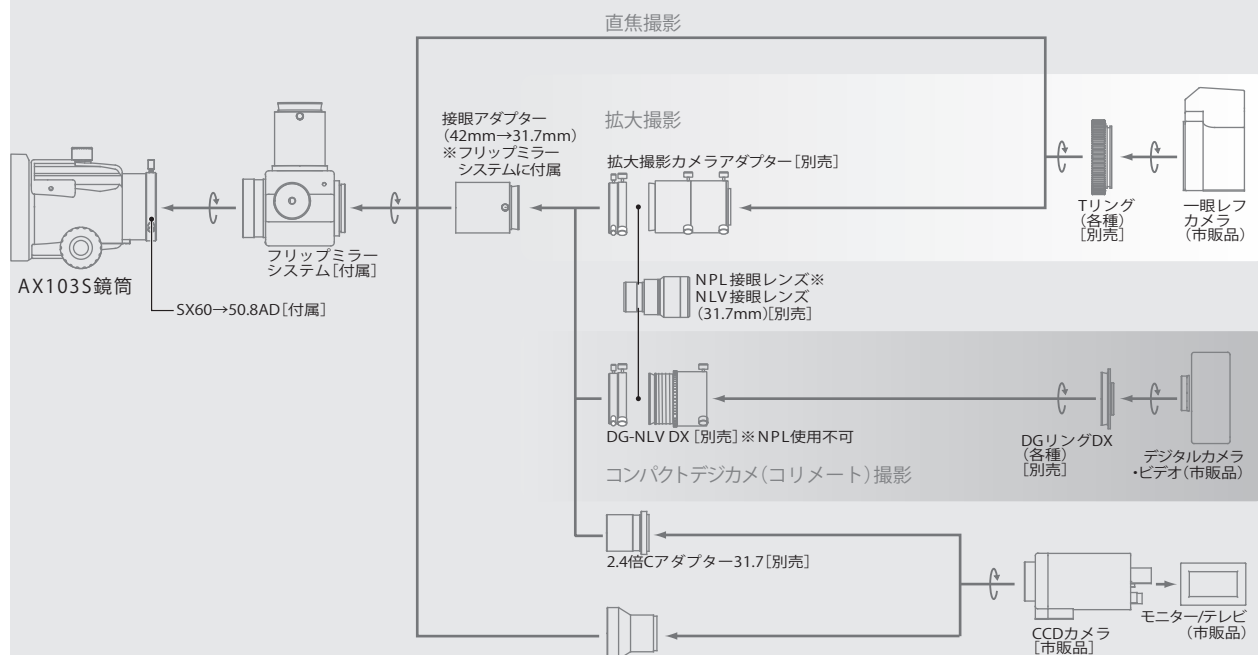 直焦撮影
接眼アダプター
(42mm→31.7mm)
※フリップミラー
システムに付属
拡大撮影
拡大撮影カメラアダプター[別売]
Tリング
(各種)
[別売]
一眼レフ
カメラ
(市販品)
フリップミラー
システム[付属]
AX103S鏡筒
SX60→50.8AD[付属]
NPL接眼レンズ※
NLV接眼レンズ
(31.7mm)[別売]
DG-NLV DX [別売]※NPL使用不可
DGリングDX
(各種)
[別売]
デジタルカメラ
・ビデオ(市販品)
コンパクトデジカメ(コリメート)撮影
2.4倍Cアダプター31.7[別売]
CCDカメラ
[市販品]
モニター/テレビ
(市販品)